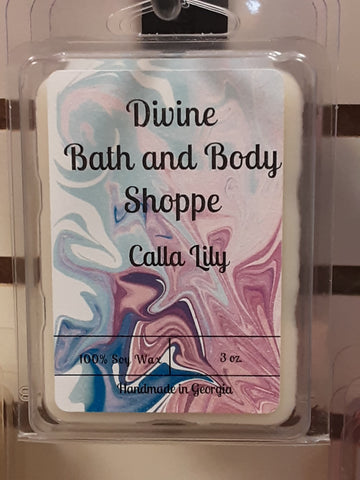 Divine
Bath and Body
Shoppe
Calla Lily
100% Soy Wax 3 oz.
Handmade in Georgia